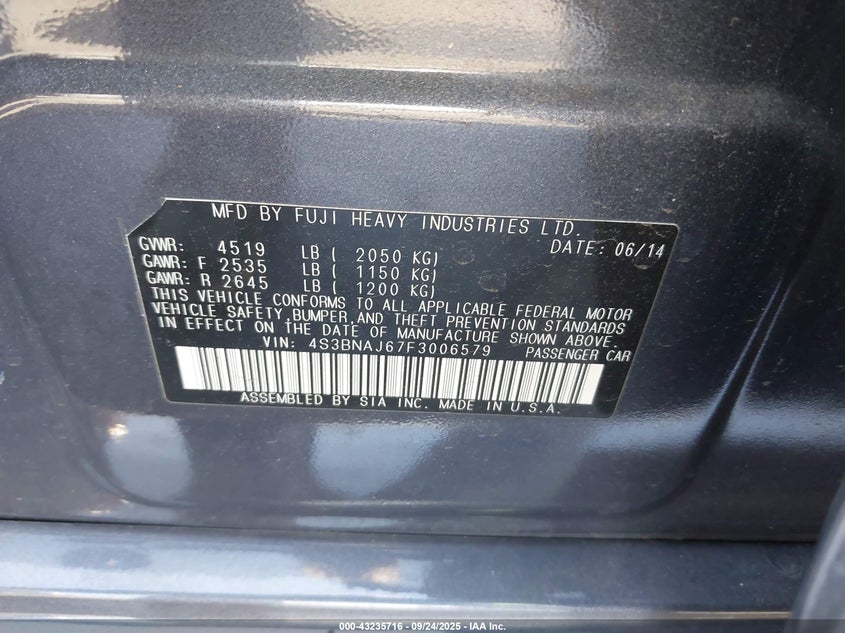 MFD BY FUJI HEAVY INDUSTRIES LTD.
GVWR: 4519 LB ( 2050 KG) DATE: 06/14
GAWR: F 2535 LB ( 1150 KG)
GAWR: R 2645 LB ( 1200 KG)
THIS VEHICLE CONFORMS TO ALL APPLICABLE FEDERAL MOTOR
VEHICLE SAFETY,BUMPER,AND THEFT PREVENTION STANDARDS
IN EFFECT ON THE DATE OF MANUFACTURE SHOWN ABOVE.
VIN: 4S3BNAJ67F3006579 PASSENGER CAR
ASSEMBLED BY SIA INC. MADE IN U.S.A.
000-43235716 - 09/24/2025 - IAA Inc.